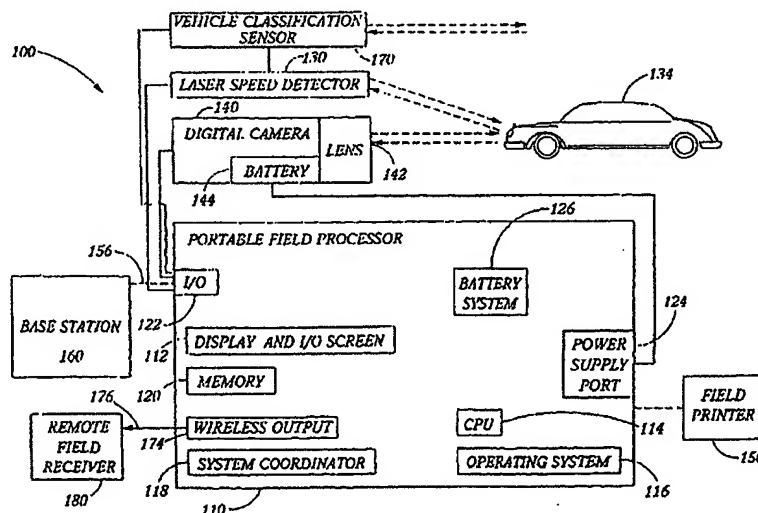 VEHICLE CLASSIFICATION
SENSOR
170
100
130
LASER SPEED DETECTOR
134
140
DIGITAL CAMERA
LENS
BATTERY
144
142
126
PORTABLE FIELD PROCESSOR
156
I/O
122
BATTERY
SYSTEM
124
BASE STATION
160
112
DISPLAY AND I/O SCREEN
POWER
SUPPLY
PORT
120
MEMORY
FIELD
PRINTER
176
REMOTE
FIELD
RECEIVER
174
WIRELESS OUTPUT
CPU
114
150
180
118
SYSTEM COORDINATOR
OPERATING SYSTEM
116
110